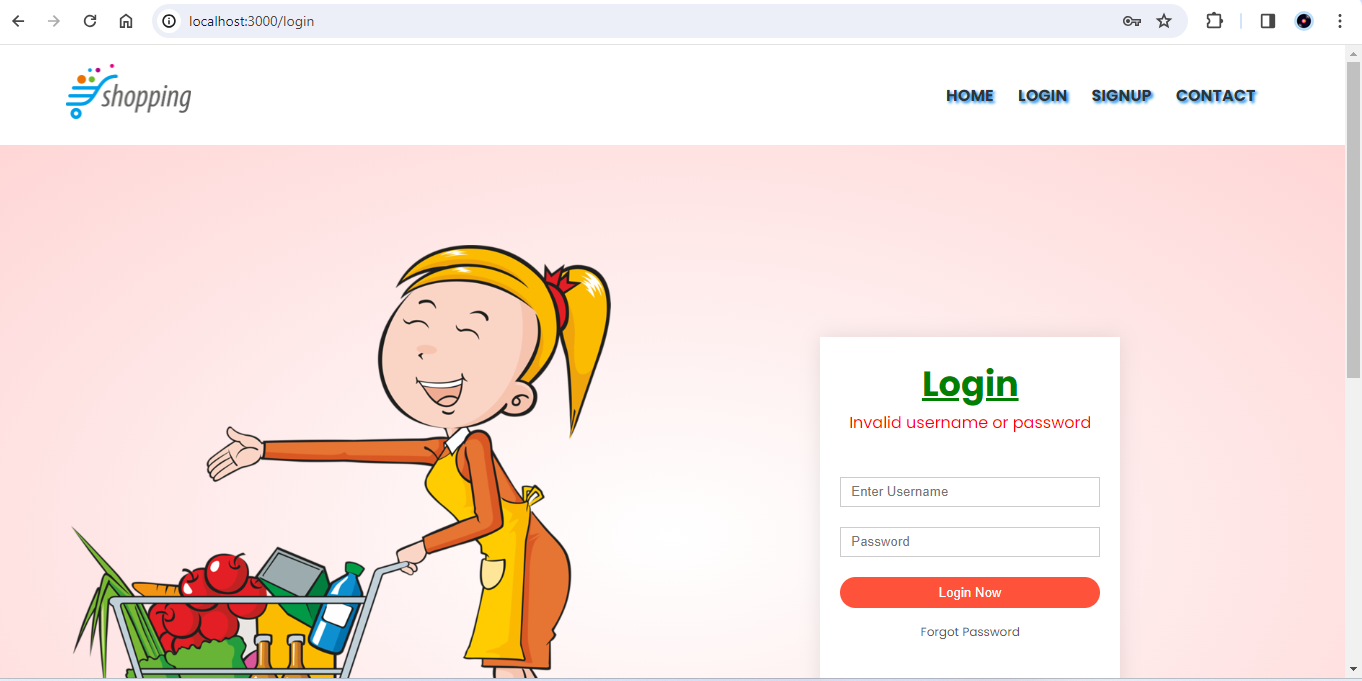 localhost:3000/login
shopping
HOME LOGIN SIGNUP CONTACT
Login
Invalid username or password
Enter Username
Password
Login Now
Forgot Password